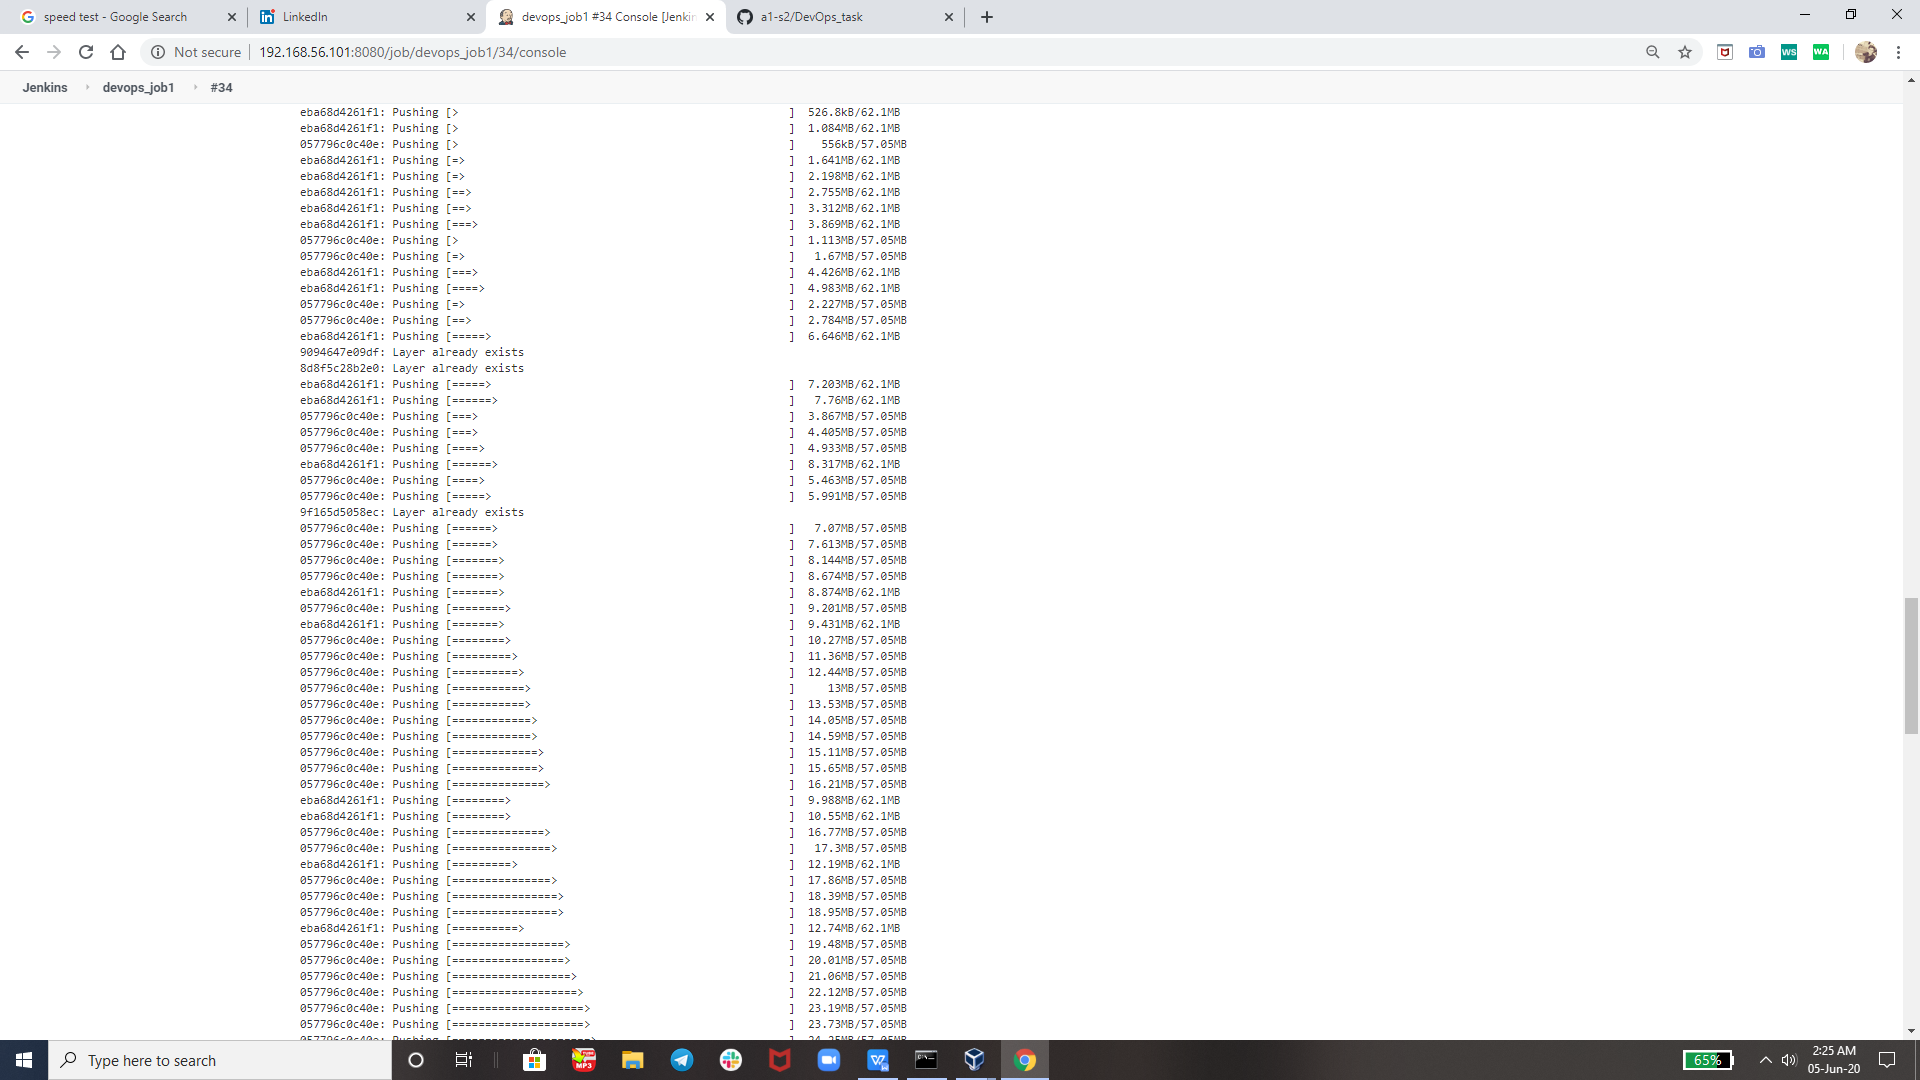 speed test - Google Search
LinkedIn
devops_job1 #34 Console [Jenkin
a1-s2/DevOps_task
Not secure
192.168.56.101:8080/job/devops_job1/34/console
WS
WA
Jenkins
devops_job1
#34
eba68d4261f1: Pushing [> ] 526.8kB/62.1MB
eba68d4261f1: Pushing [> ] 1.084MB/62.1MB
057796c0c40e: Pushing [> ] 556kB/57.05MB
eba68d4261f1: Pushing [=> ] 1.641MB/62.1MB
eba68d4261f1: Pushing [=> ] 2.198MB/62.1MB
eba68d4261f1: Pushing [==> ] 2.755MB/62.1MB
eba68d4261f1: Pushing [==> ] 3.312MB/62.1MB
eba68d4261f1: Pushing [===> ] 3.869MB/62.1MB
057796c0c40e: Pushing [> ] 1.113MB/57.05MB
057796c0c40e: Pushing [=> ] 1.67MB/57.05MB
eba68d4261f1: Pushing [===> ] 4.426MB/62.1MB
eba68d4261f1: Pushing [====> ] 4.983MB/62.1MB
057796c0c40e: Pushing [=> ] 2.227MB/57.05MB
057796c0c40e: Pushing [==> ] 2.784MB/57.05MB
eba68d4261f1: Pushing [=====> ] 6.646MB/62.1MB
9094647e09df: Layer already exists
8d8f5c28b2e0: Layer already exists
eba68d4261f1: Pushing [=====> ] 7.203MB/62.1MB
eba68d4261f1: Pushing [======> ] 7.76MB/62.1MB
057796c0c40e: Pushing [===> ] 3.867MB/57.05MB
057796c0c40e: Pushing [===> ] 4.405MB/57.05MB
057796c0c40e: Pushing [====> ] 4.933MB/57.05MB
eba68d4261f1: Pushing [======> ] 8.317MB/62.1MB
057796c0c40e: Pushing [====> ] 5.463MB/57.05MB
057796c0c40e: Pushing [=====> ] 5.991MB/57.05MB
9f165d5058ec: Layer already exists
057796c0c40e: Pushing [======> ] 7.07MB/57.05MB
057796c0c40e: Pushing [======> ] 7.613MB/57.05MB
057796c0c40e: Pushing [=======> ] 8.144MB/57.05MB
057796c0c40e: Pushing [=======> ] 8.674MB/57.05MB
eba68d4261f1: Pushing [=======> ] 8.874MB/62.1MB
057796c0c40e: Pushing [========> ] 9.201MB/57.05MB
eba68d4261f1: Pushing [=======> ] 9.431MB/62.1MB
057796c0c40e: Pushing [========> ] 10.27MB/57.05MB
057796c0c40e: Pushing [=========> ] 11.36MB/57.05MB
057796c0c40e: Pushing [==========> ] 12.44MB/57.05MB
057796c0c40e: Pushing [===========> ] 13MB/57.05MB
057796c0c40e: Pushing [===========> ] 13.53MB/57.05MB
057796c0c40e: Pushing [============> ] 14.05MB/57.05MB
057796c0c40e: Pushing [============> ] 14.59MB/57.05MB
057796c0c40e: Pushing [=============> ] 15.11MB/57.05MB
057796c0c40e: Pushing [=============> ] 15.65MB/57.05MB
057796c0c40e: Pushing [==============> ] 16.21MB/57.05MB
eba68d4261f1: Pushing [========> ] 9.988MB/62.1MB
eba68d4261f1: Pushing [========> ] 10.55MB/62.1MB
057796c0c40e: Pushing [==============> ] 16.77MB/57.05MB
057796c0c40e: Pushing [===============> ] 17.3MB/57.05MB
eba68d4261f1: Pushing [=========> ] 12.19MB/62.1MB
057796c0c40e: Pushing [===============> ] 17.86MB/57.05MB
057796c0c40e: Pushing [================> ] 18.39MB/57.05MB
057796c0c40e: Pushing [================> ] 18.95MB/57.05MB
eba68d4261f1: Pushing [==========> ] 12.74MB/62.1MB
057796c0c40e: Pushing [=================> ] 19.48MB/57.05MB
057796c0c40e: Pushing [=================> ] 20.01MB/57.05MB
057796c0c40e: Pushing [==================> ] 21.06MB/57.05MB
057796c0c40e: Pushing [===================> ] 22.12MB/57.05MB
057796c0c40e: Pushing [====================> ] 23.19MB/57.05MB
057796c0c40e: Pushing [====================> ] 23.73MB/57.05MB
Type here to search
MP3
65%
2:25 AM
05-Jun-20